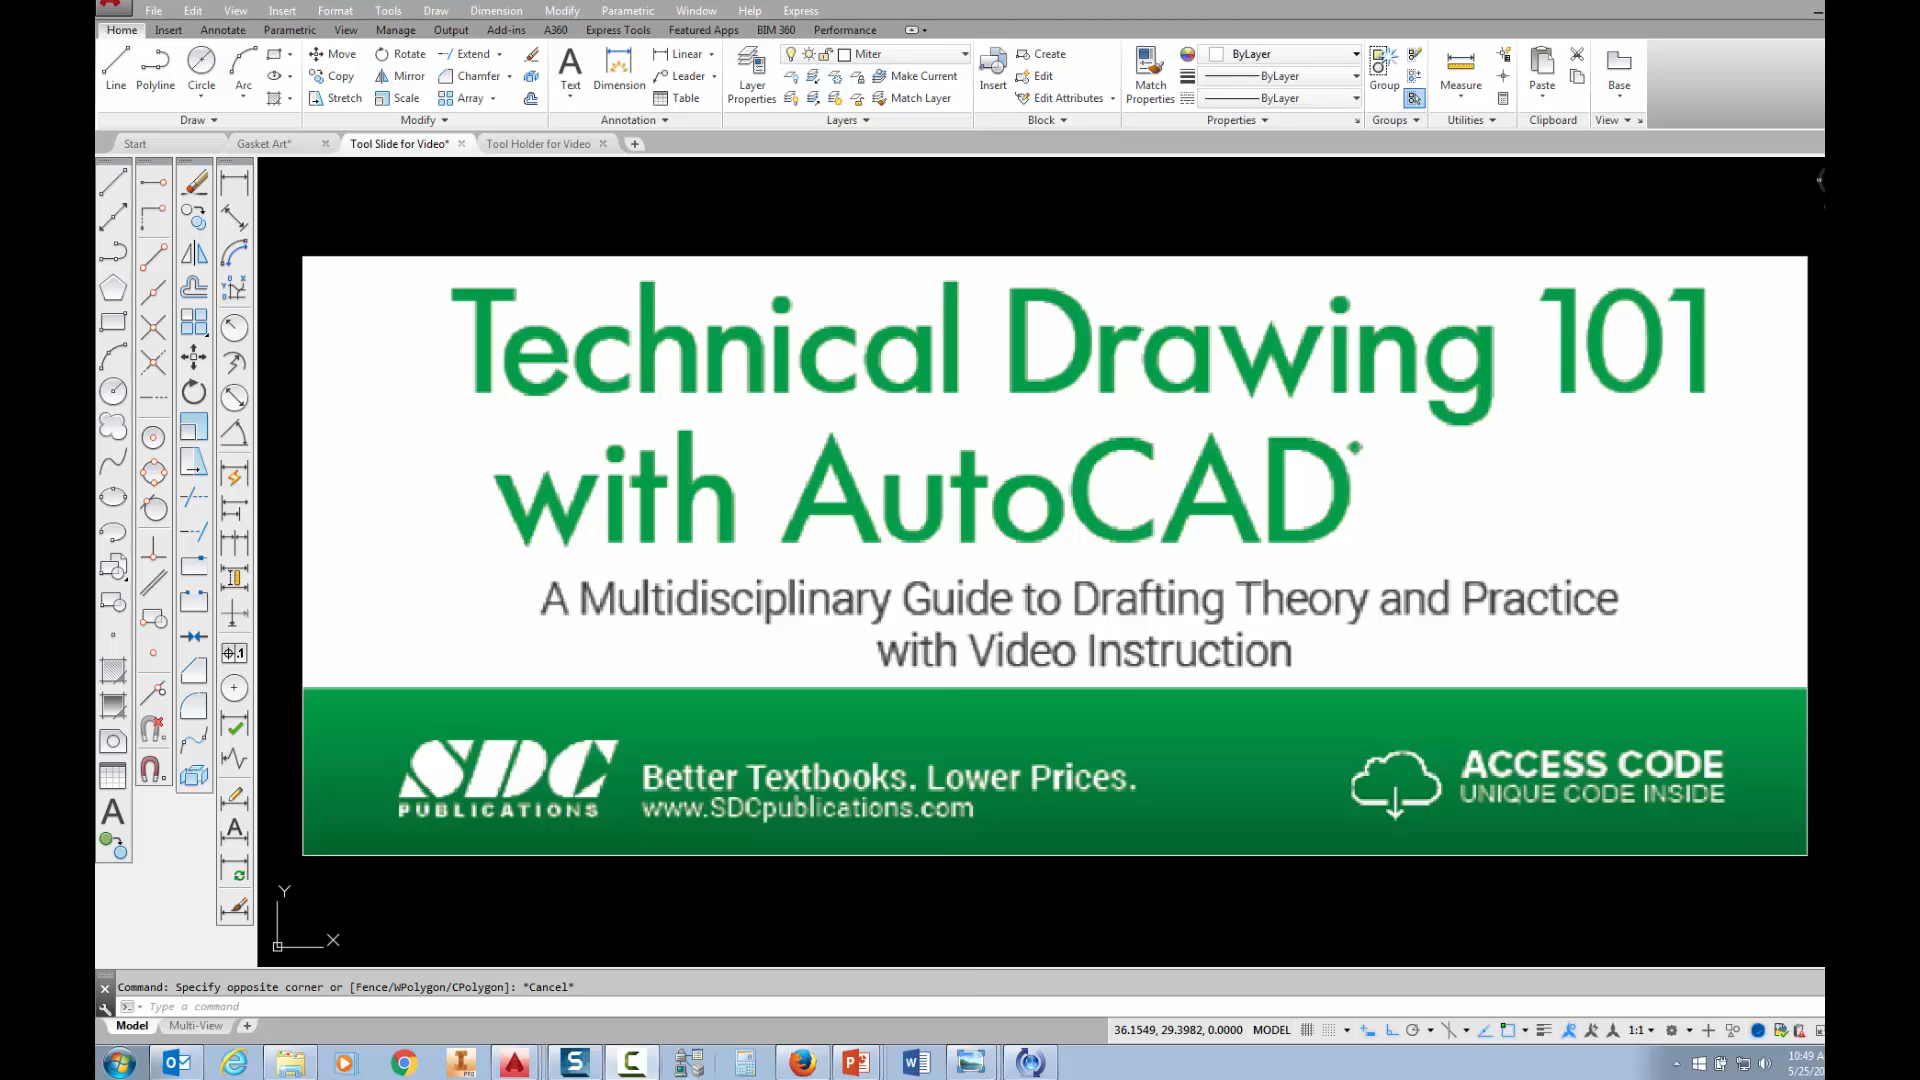 File Edit View Insert Format Tools Draw Dimension Modify Parametric Window Help Express
Home Insert Annotate Parametric View Manage Output Add-ins A360 Express Tools Featured Apps BIM 360 Performance
Line Polyline Circle Arc
Move Rotate Extend
Copy Mirror Chamfer
Stretch Scale Array
Text Dimension
Linear
Leader
Table
Layer Properties
Miter
Make Current
Match Layer
Insert
Create
Edit
Edit Attributes
Match Properties
ByLayer
ByLayer
ByLayer
Group
Measure
Paste
Base
Draw Modify Annotation Layers Block Properties Groups Utilities Clipboard View
Start Gasket Art* Tool Slide for Video* Tool Holder for Video
Technical Drawing 101
with AutoCAD
A Multidisciplinary Guide to Drafting Theory and Practice
with Video Instruction
SDC
PUBLICATIONS
Better Textbooks. Lower Prices.
www.SDCpublications.com
ACCESS CODE
UNIQUE CODE INSIDE
Y
X
Command: Specify opposite corner or [Fence/WPolygon/CPolygon]: *Cancel*
Type a command
Model Multi-View
36.1549, 29.3982, 0.0000 MODEL 1:1
10:49 A
5/25/20